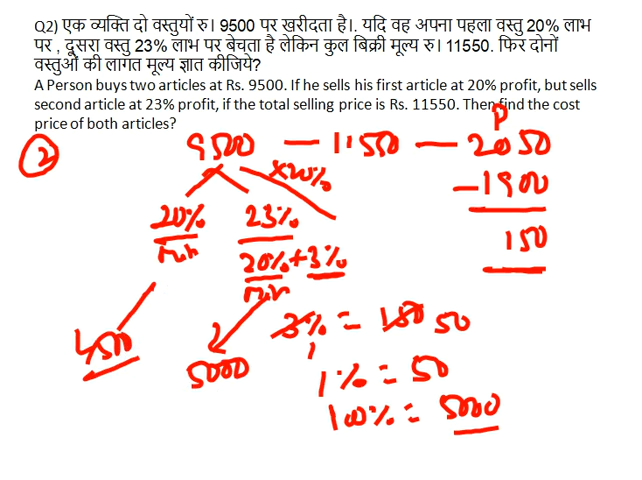 Q2) एक व्यक्ति दो वस्तुयों रु। 9500 पर खरीदता है।. यदि वह अपना पहला वस्तु 20% लाभ
पर , दूसरा वस्तु 23% लाभ पर बेचता है लेकिन कुल बिक्री मूल्य रु। 11550. फिर दोनों
वस्तुओं की लागत मूल्य ज्ञात कीजिये?
A Person buys two articles at Rs. 9500. If he sells his first article at 20% profit, but sells
second article at 23% profit, if the total selling price is Rs. 11550. Then find the cost
price of both articles?
P
2 9500 — 11550 — 2050
×20% −1900
20% 23% 150
20%+3%
3% = 150 50
4500 5000 1% = 50
100% = 5000